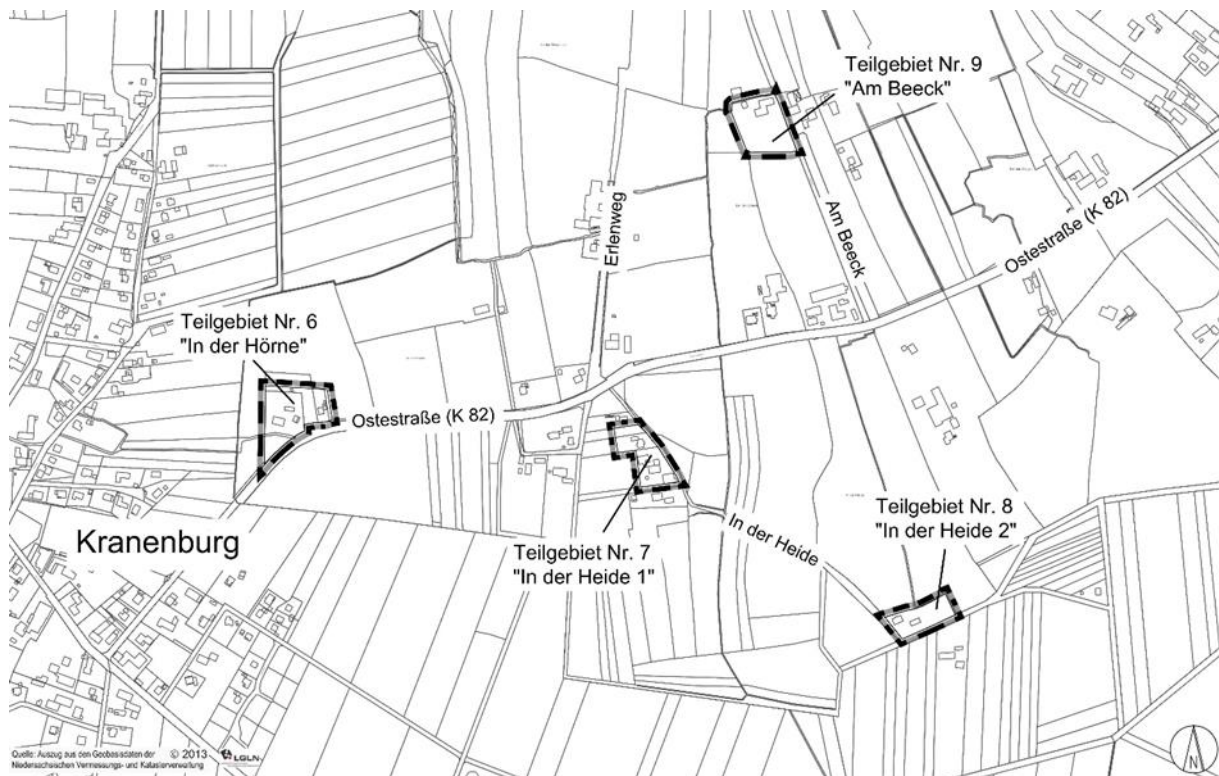 Teilgebiet Nr. 9
"Am Beeck"
Erlenweg
Am Beeck
Ostestraße (K 82)
Teilgebiet Nr. 6
"In der Hörne"
Ostestraße (K 82)
Kranenburg
Teilgebiet Nr. 7
"In der Heide 1"
In der Heide
Teilgebiet Nr. 8
"In der Heide 2"
Quelle: Auszug aus den Geobasisdaten der
Niedersächsischen Vermessungs- und Katasterverwaltung
© 2013
LGLN
N